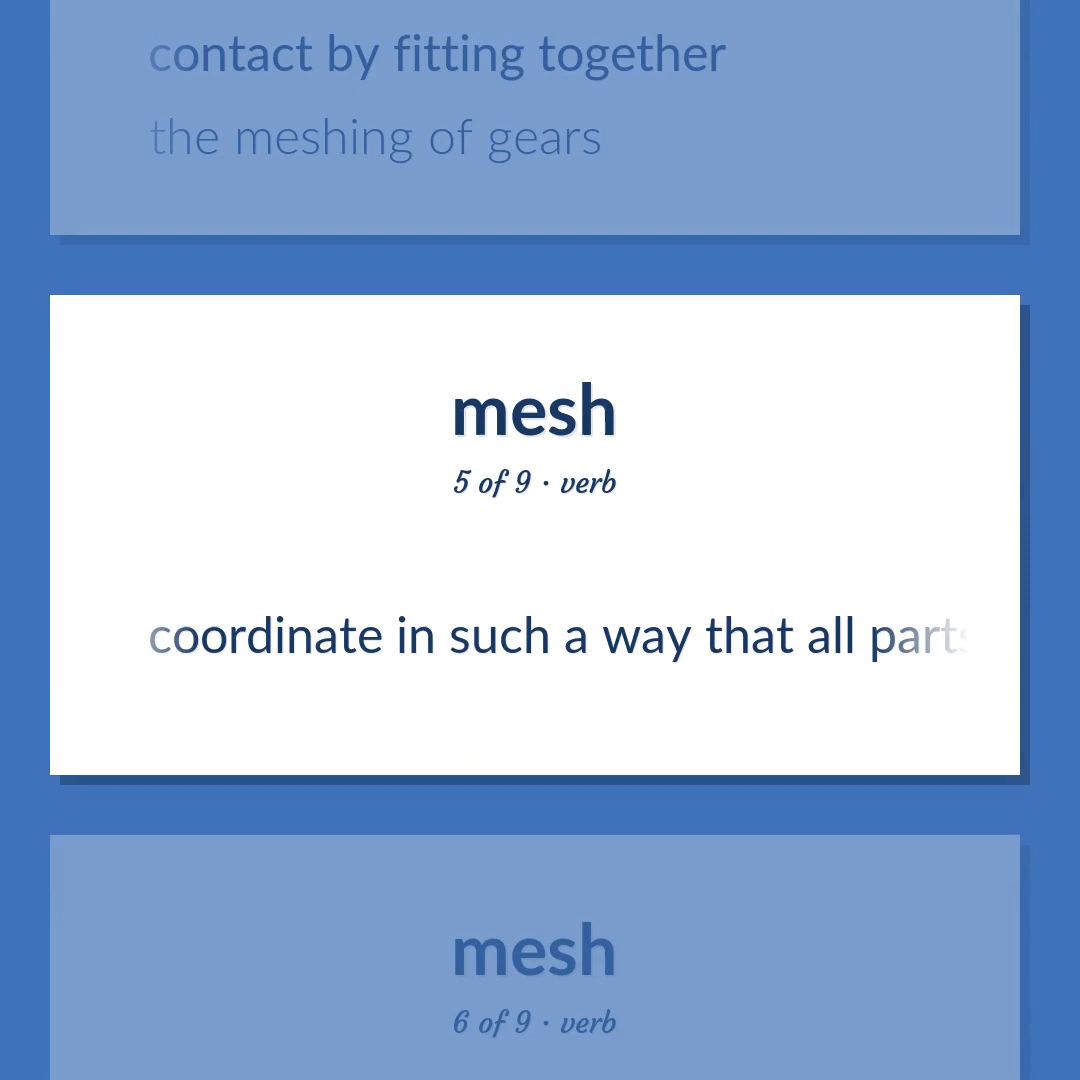 contact by fitting together
the meshing of gears
mesh
5 of 9 · verb
coordinate in such a way that all parts
mesh
6 of 9 · verb